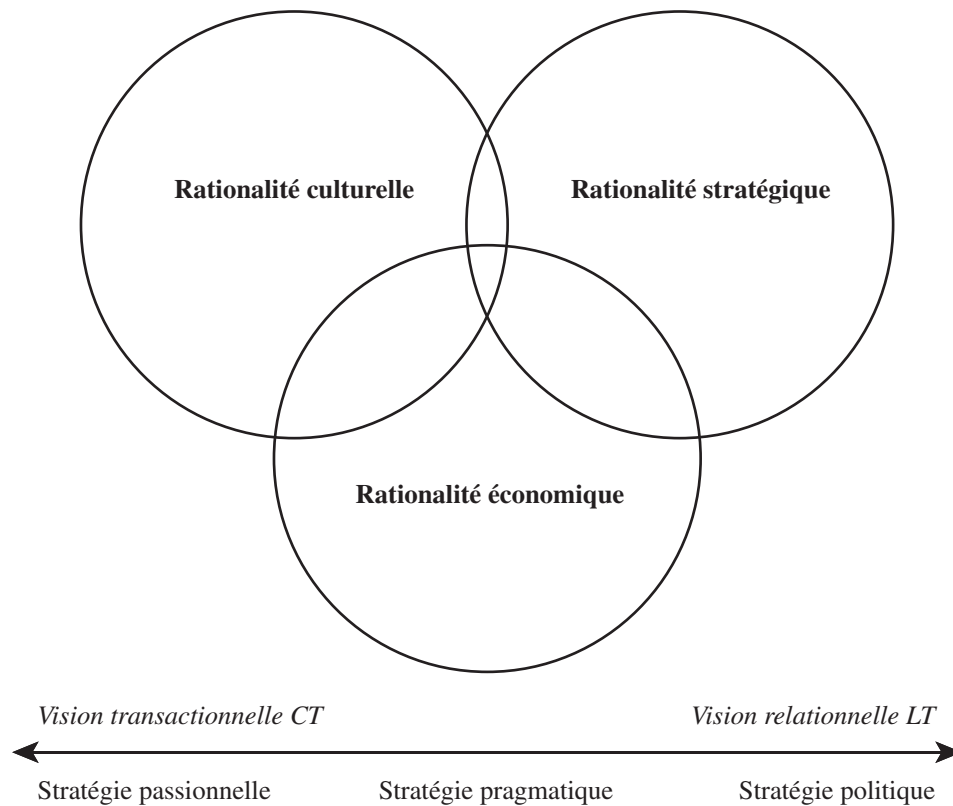 Rationalité culturelle
Rationalité stratégique
Rationalité économique
Vision transactionnelle CT
Vision relationnelle LT
Stratégie passionnelle
Stratégie pragmatique
Stratégie politique